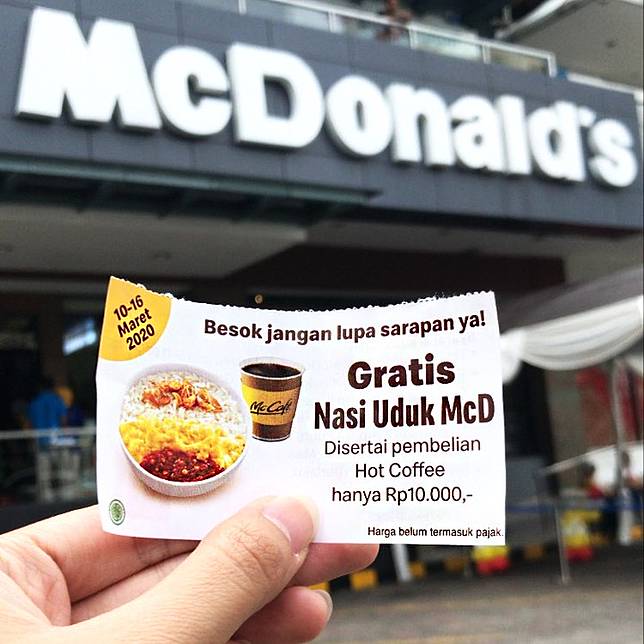 McDonald's
10-16
Maret
2020
Besok jangan lupa sarapan ya!
Gratis
Nasi Uduk McD
Disertai pembelian
Hot Coffee
hanya Rp10.000,-
McCafé
Harga belum termasuk pajak.